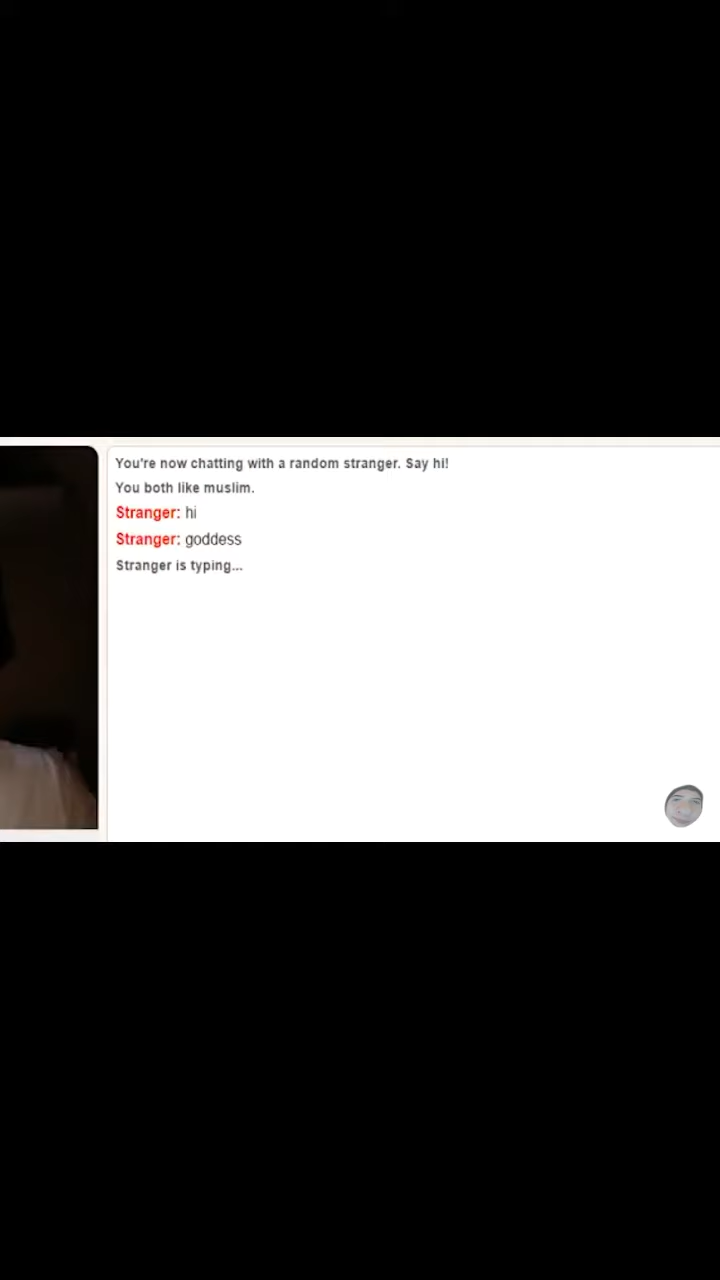 You're now chatting with a random stranger. Say hi!
You both like muslim.
Stranger: hi
Stranger: goddess
Stranger is typing...